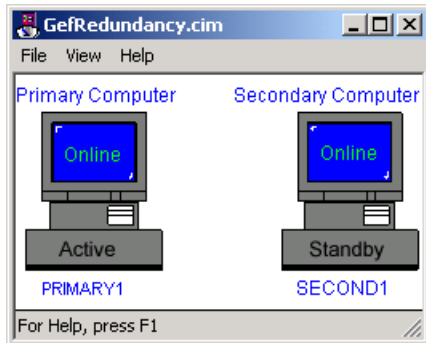 GefRedundancy.cim
File View Help
Primary Computer Secondary Computer
Online Online
Active Standby
PRIMARY1 SECOND1
For Help, press F1